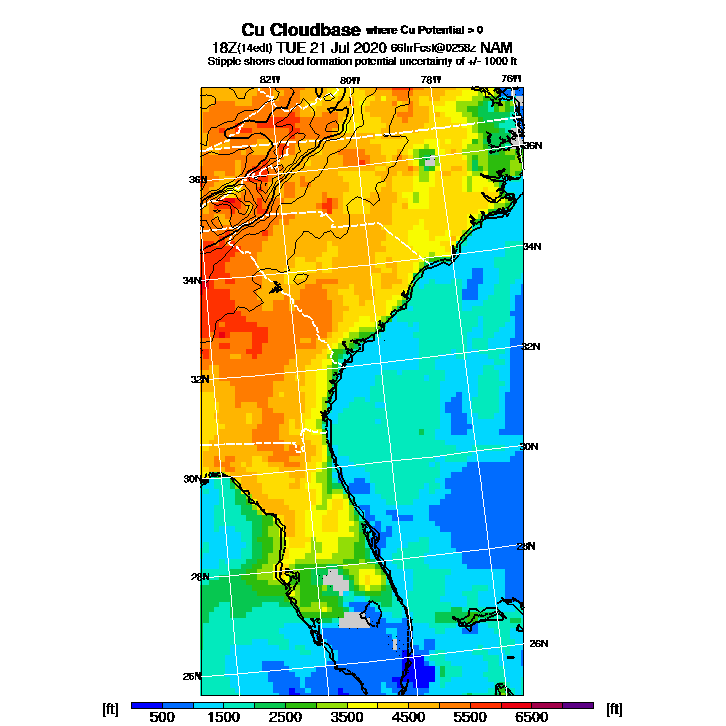 Cu Cloudbase where Cu Potential > 0
18Z(14edt) TUE 21 Jul 2020 66hrFcst@0258z NAM
Stipple shows cloud formation potential uncertainty of +/- 1000 ft
82W 80W 78W 76W
36N
36N
34N
34N
32N
32N
30N
30N
28N
28N
26N
26N
[ft] [ft]
500 1500 2500 3500 4500 5500 6500